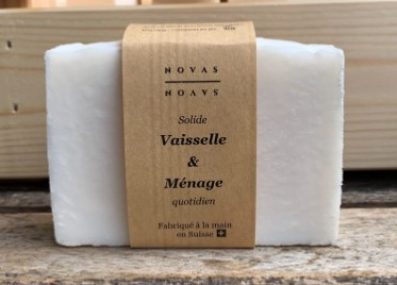 NOVAS
NOAVS
Solide
Vaisselle
&
Ménage
quotidien
Fabriqué à la main
en Suisse